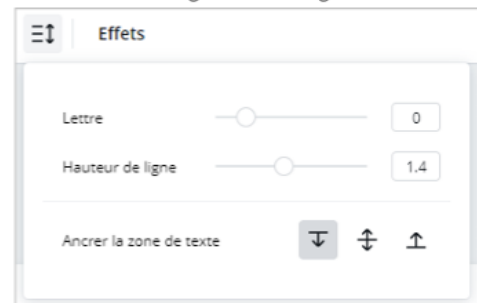 Effets
Lettre 0
Hauteur de ligne 1.4
Ancrer la zone de texte